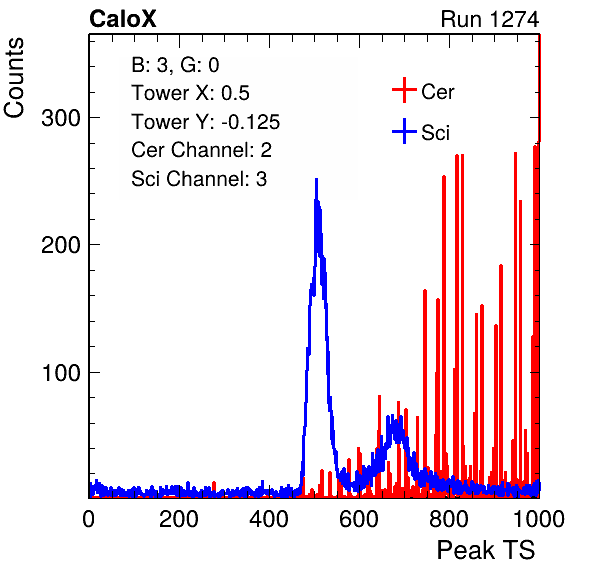 CaloX Run 1274
Counts
B: 3, G: 0
Tower X: 0.5
Tower Y: -0.125
Cer Channel: 2
Sci Channel: 3
Cer
Sci
300
200
100
0 200 400 600 800 1000
Peak TS